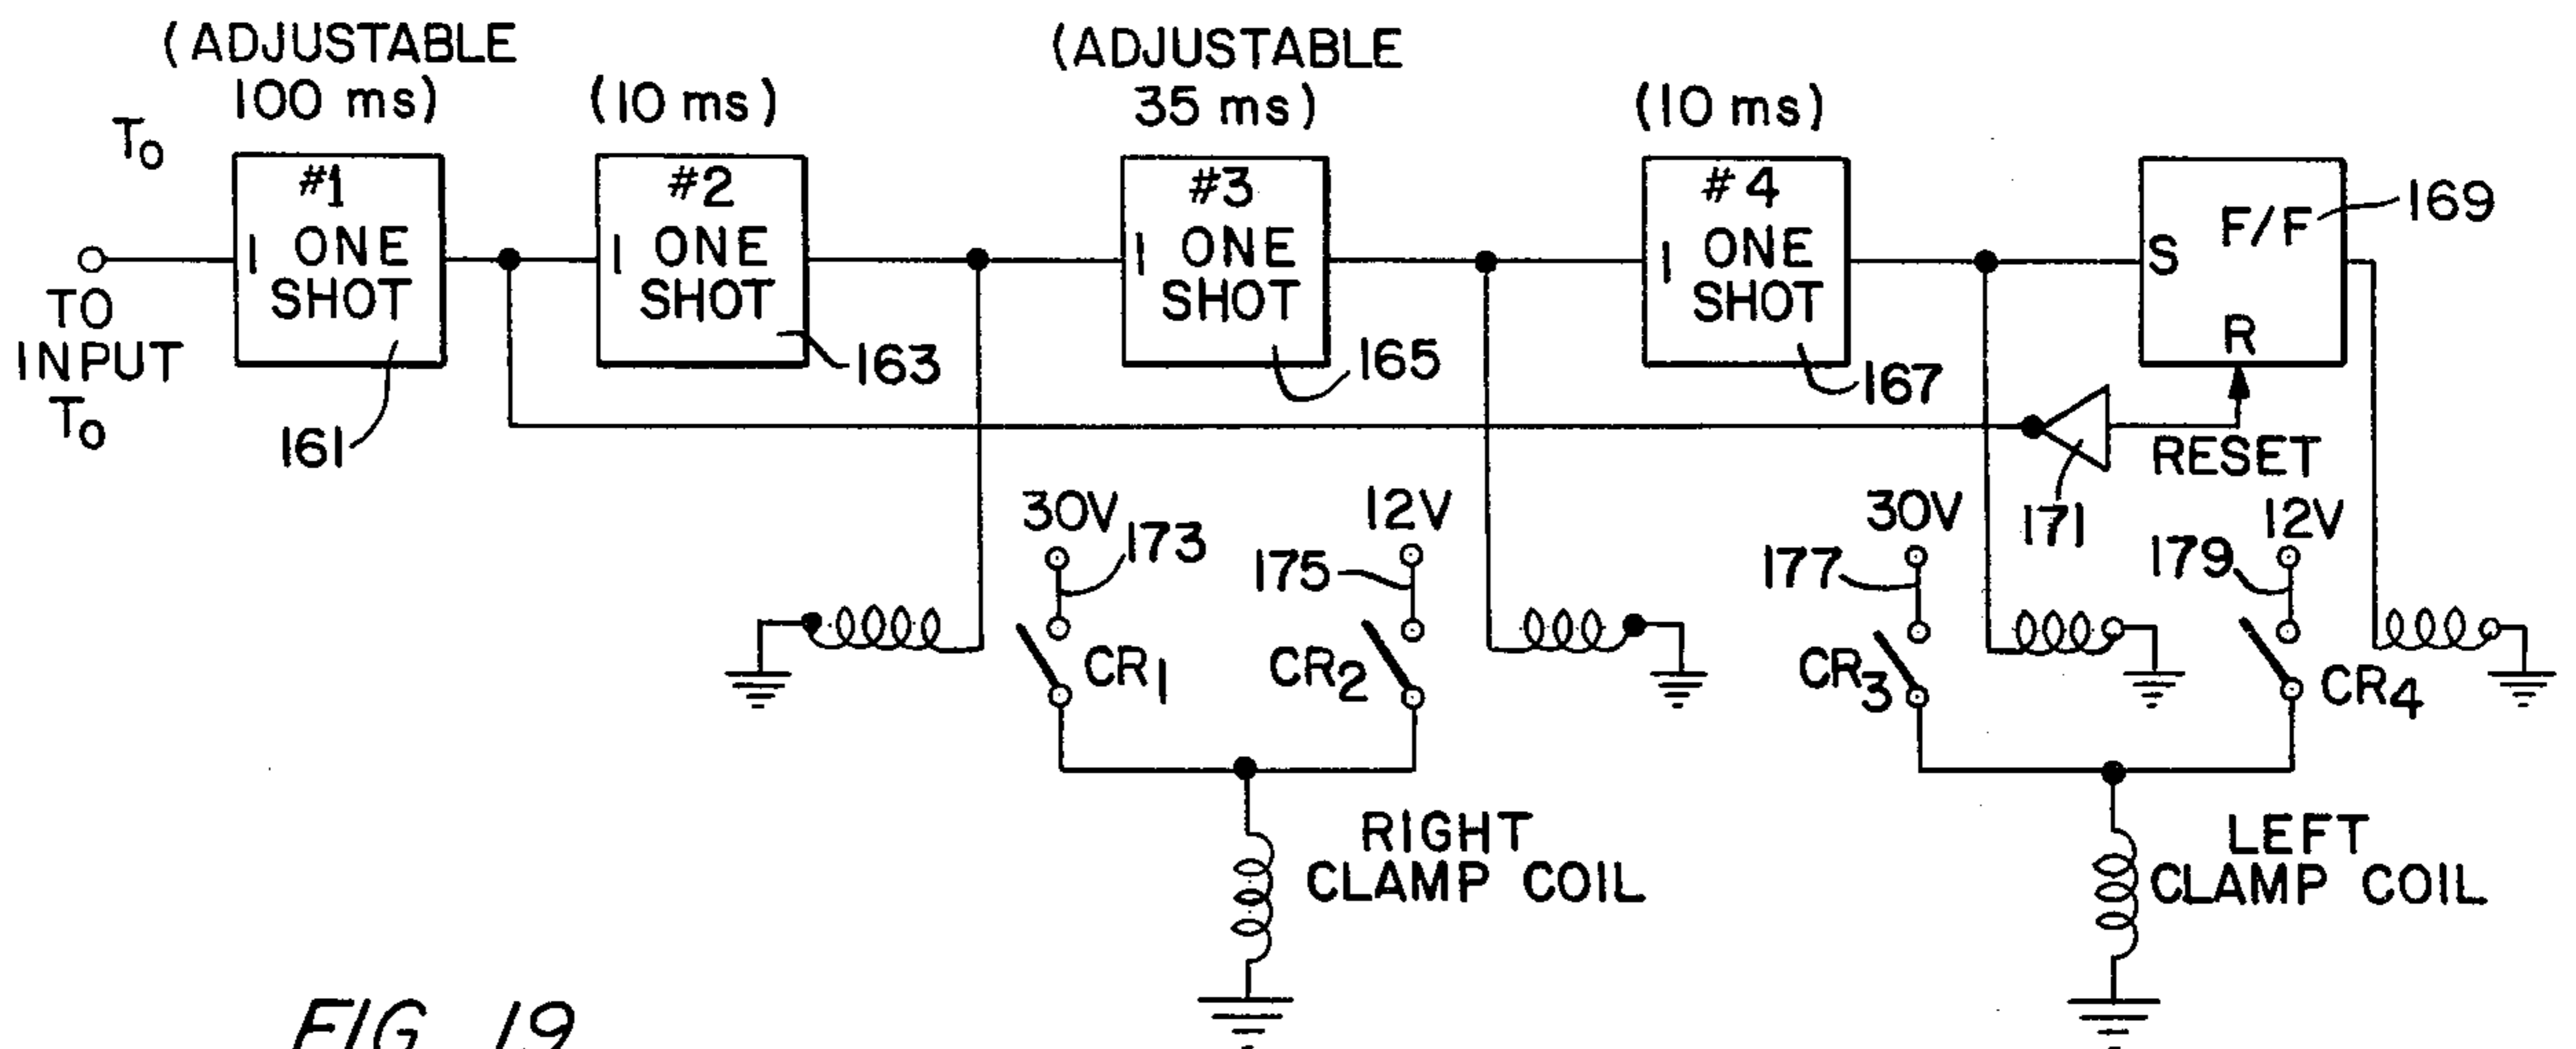 (ADJUSTABLE
100 ms)
(10 ms)
(ADJUSTABLE
35 ms)
(10 ms)
T0
#1
I ONE
SHOT
#2
I ONE
SHOT
#3
I ONE
SHOT
#4
I ONE
SHOT
F/F
S
R
169
TO
INPUT
T0
161
163
165
167
RESET
171
30V
173
12V
175
30V
177
12V
179
CR1
CR2
CR3
CR4
RIGHT
CLAMP COIL
LEFT
CLAMP COIL
FIG 19